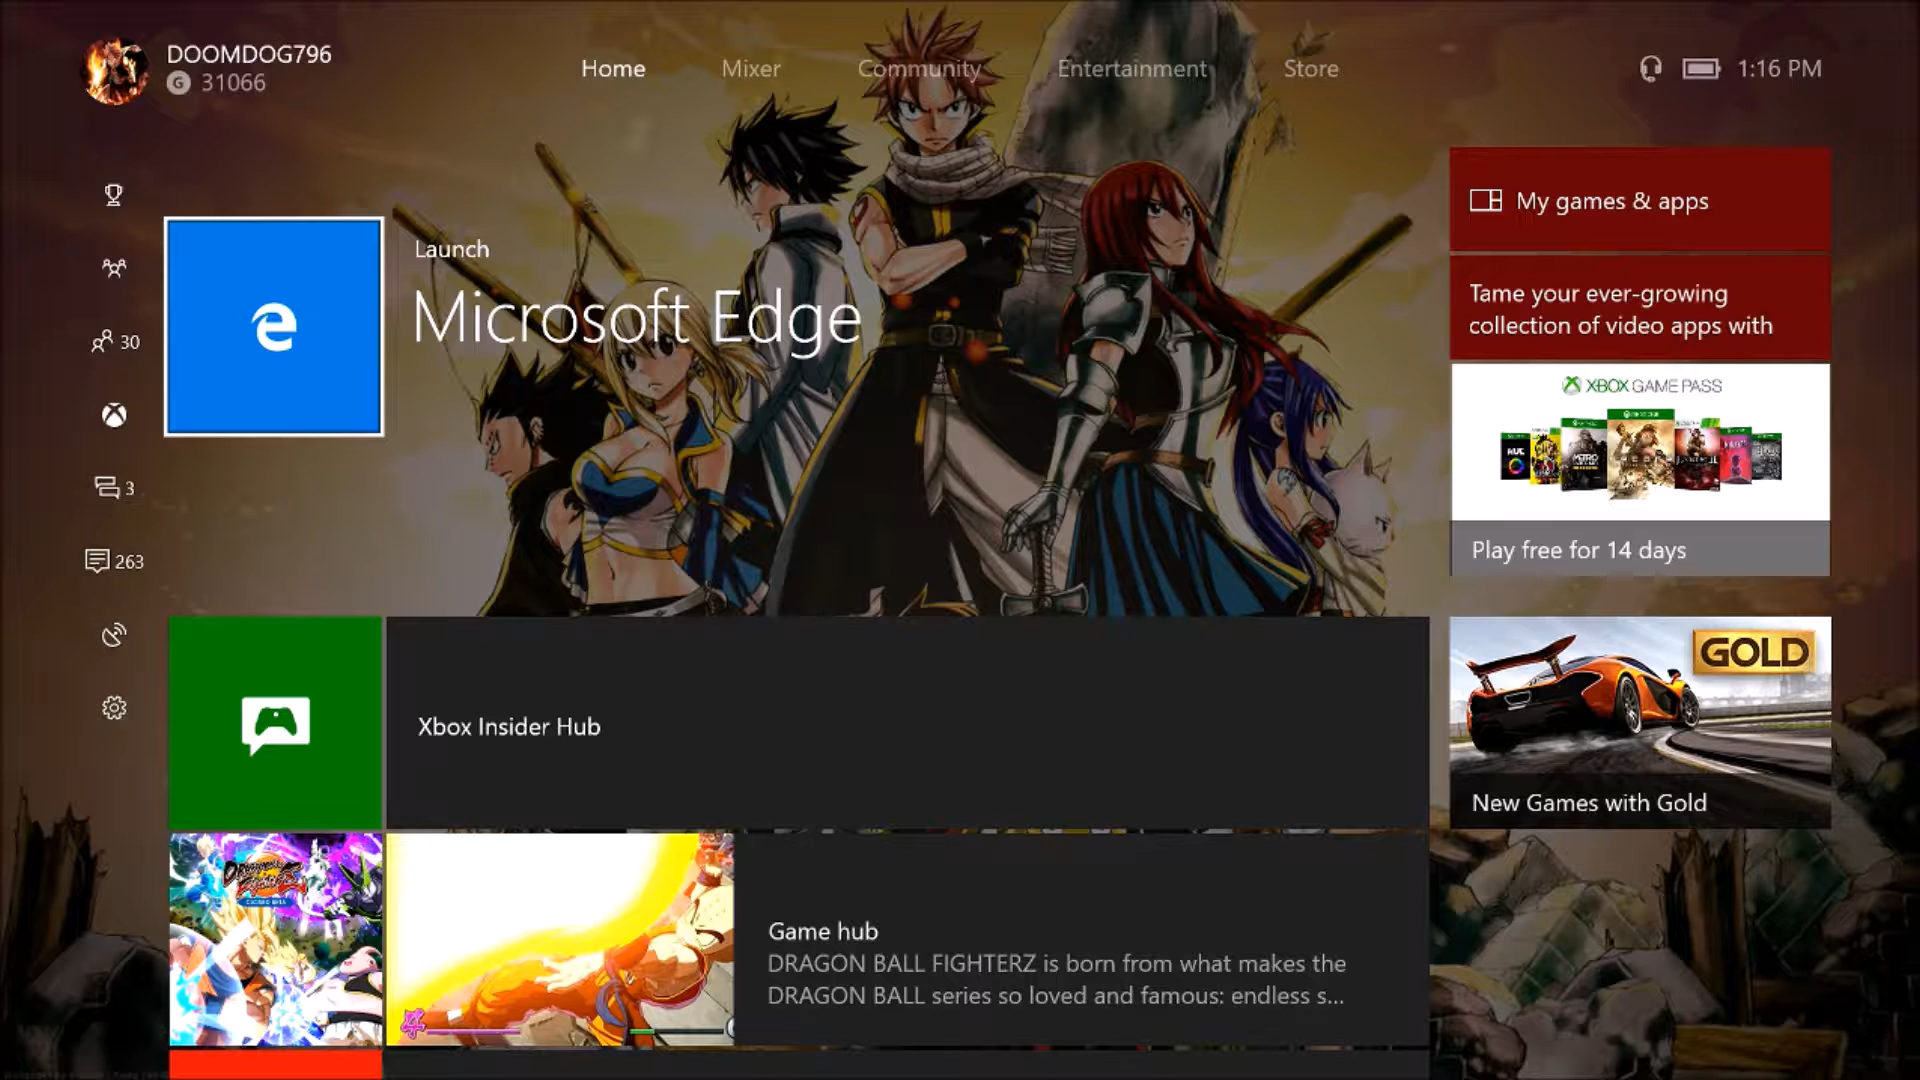 DOOMDOG796
G 31066
Home
Mixer
Community
Entertainment
Store
1:16 PM
30
3
263
Launch
Microsoft Edge
My games & apps
Tame your ever-growing
collection of video apps with
XBOX GAME PASS
Play free for 14 days
Xbox Insider Hub
GOLD
New Games with Gold
Game hub
DRAGON BALL FIGHTERZ is born from what makes the
DRAGON BALL series so loved and famous: endless s...